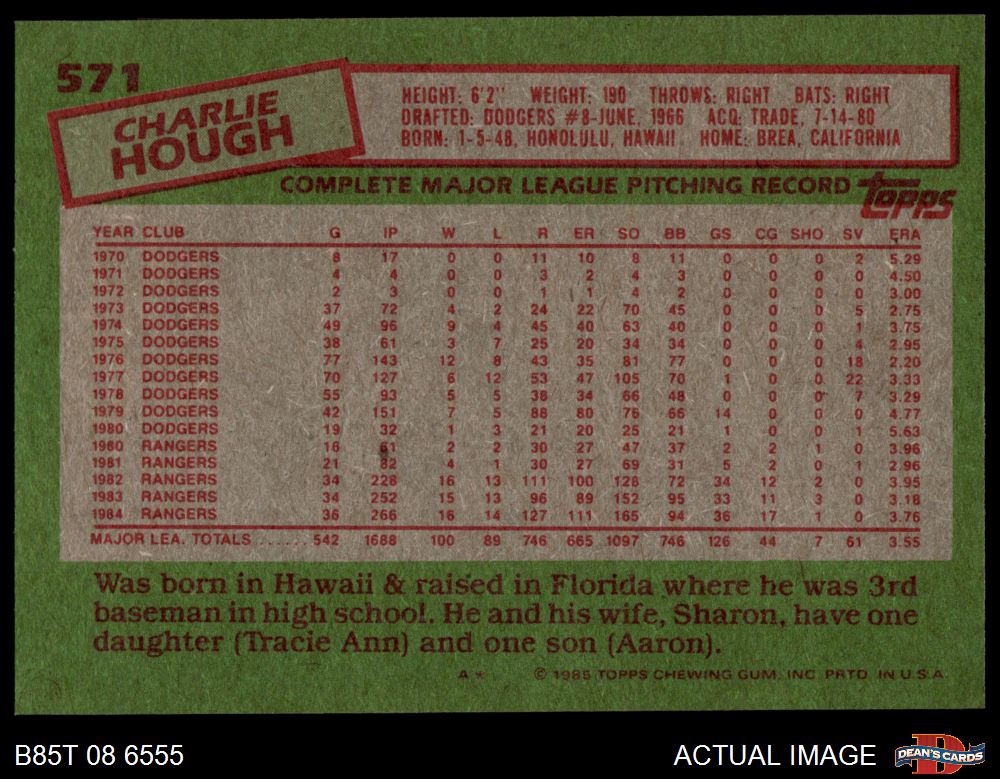 571
CHARLIE HOUGH
HEIGHT: 6'2" WEIGHT: 190 THROWS: RIGHT BATS: RIGHT
DRAFTED: DODGERS #8-JUNE, 1966 ACQ: TRADE, 7-14-80
BORN: 1-5-48, HONOLULU, HAWAII HOME: BREA, CALIFORNIA
COMPLETE MAJOR LEAGUE PITCHING RECORD topps
YEAR CLUB G IP W L R ER SO BB GS CG SHO SV ERA
1970 DODGERS 8 17 0 0 11 10 8 11 0 0 0 2 5.29
1971 DODGERS 4 4 0 0 3 2 4 3 0 0 0 0 4.50
1972 DODGERS 2 3 0 0 1 1 4 2 0 0 0 0 3.00
1973 DODGERS 37 72 4 2 24 22 70 45 0 0 0 5 2.75
1974 DODGERS 49 96 9 4 45 40 63 40 0 0 0 1 3.75
1975 DODGERS 38 61 3 7 25 20 34 34 0 0 0 4 2.95
1976 DODGERS 77 143 12 8 43 35 81 77 0 0 0 18 2.20
1977 DODGERS 70 127 6 12 53 47 105 70 1 0 0 22 3.33
1978 DODGERS 55 93 5 5 38 34 66 48 0 0 0 7 3.29
1979 DODGERS 42 151 7 5 88 80 76 66 14 0 0 0 4.77
1980 DODGERS 19 32 1 3 21 20 25 21 1 0 0 1 5.63
1980 RANGERS 16 61 2 2 30 27 47 37 2 2 1 0 3.96
1981 RANGERS 21 82 4 1 30 27 69 31 5 2 0 1 2.96
1982 RANGERS 34 228 16 13 111 100 128 72 34 12 2 0 3.95
1983 RANGERS 34 252 15 13 96 89 152 95 33 11 3 0 3.18
1984 RANGERS 36 266 16 14 127 111 165 94 36 17 1 0 3.76
MAJOR LEA. TOTALS ...... 542 1688 100 89 746 665 1097 746 126 44 7 61 3.55
Was born in Hawaii & raised in Florida where he was 3rd
baseman in high school. He and his wife, Sharon, have one
daughter (Tracie Ann) and one son (Aaron).
A * © 1985 TOPPS CHEWING GUM, INC. PRTD. IN U.S.A.
B85T 08 6555 ACTUAL IMAGE DEAN'S CARDS